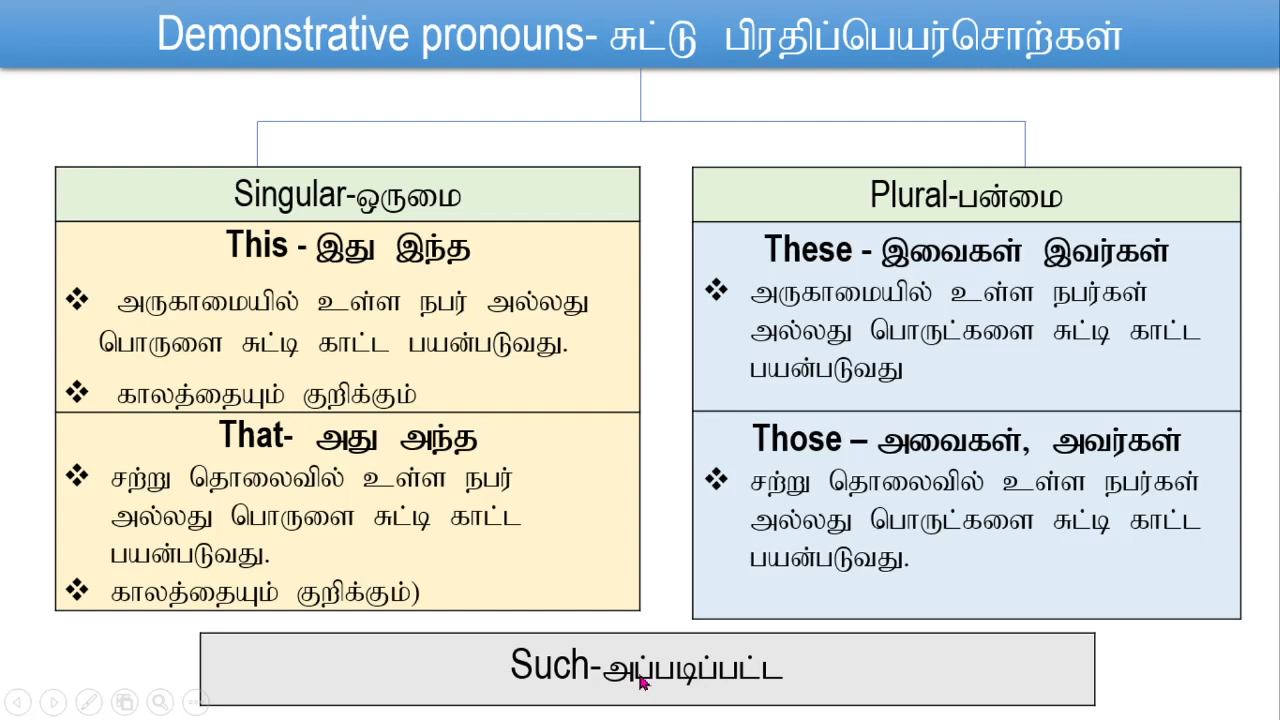 Demonstrative pronouns- சுட்டு பிரதிப்பெயர்சொற்கள்
Singular-ஒருமை
This - இது இந்த
❖ அருகாமையில் உள்ள நபர் அல்லது
பொருளை சுட்டி காட்ட பயன்படுவது.
❖ காலத்தையும் குறிக்கும்
That- அது அந்த
❖ சற்று தொலைவில் உள்ள நபர்
அல்லது பொருளை சுட்டி காட்ட
பயன்படுவது.
❖ காலத்தையும் குறிக்கும்)
Plural-பன்மை
These - இவைகள் இவர்கள்
❖ அருகாமையில் உள்ள நபர்கள்
அல்லது பொருட்களை சுட்டி காட்ட
பயன்படுவது
Those – அவைகள், அவர்கள்
❖ சற்று தொலைவில் உள்ள நபர்கள்
அல்லது பொருட்களை சுட்டி காட்ட
பயன்படுவது.
Such-அப்படிப்பட்ட